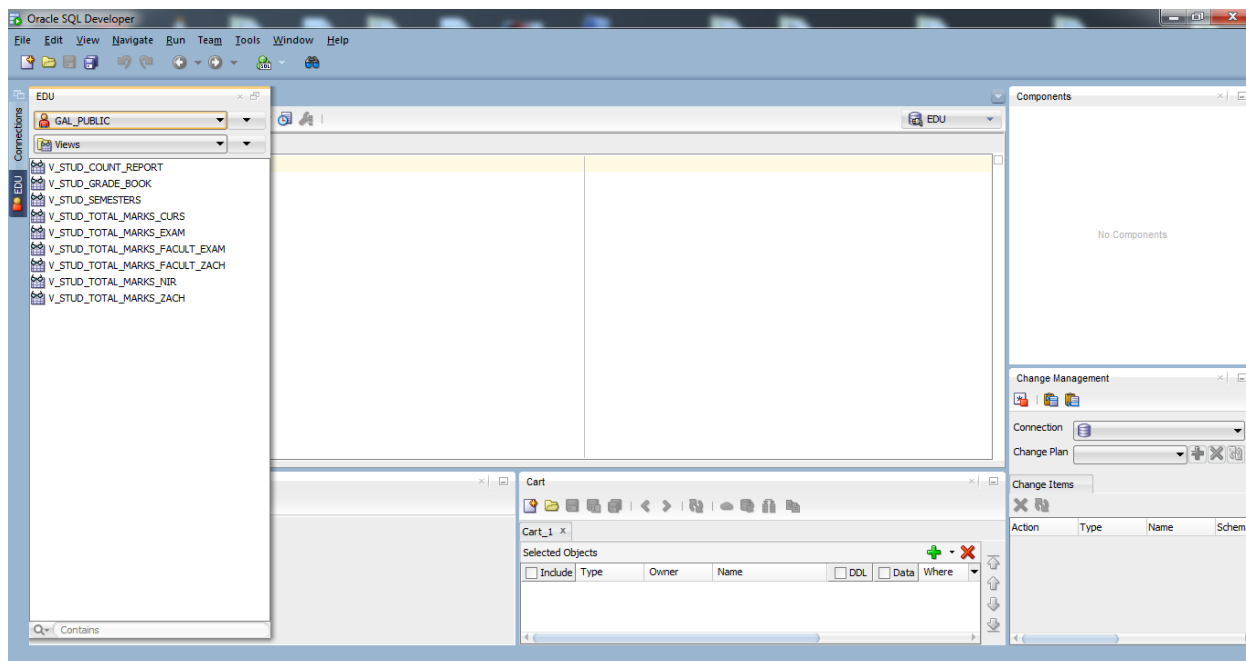 Oracle SQL Developer
File Edit View Navigate Run Team Tools Window Help
SQL
Connections
EDU
EDU
GAL_PUBLIC
Views
V_STUD_COUNT_REPORT
V_STUD_GRADE_BOOK
V_STUD_SEMESTERS
V_STUD_TOTAL_MARKS_CURS
V_STUD_TOTAL_MARKS_EXAM
V_STUD_TOTAL_MARKS_FACULT_EXAM
V_STUD_TOTAL_MARKS_FACULT_ZACH
V_STUD_TOTAL_MARKS_NIR
V_STUD_TOTAL_MARKS_ZACH
Contains
EDU
Cart
Cart_1
Selected Objects
Include Type Owner Name DDL Data Where
Components
No Components
Change Management
Connection
Change Plan
Change Items
Action Type Name Schem